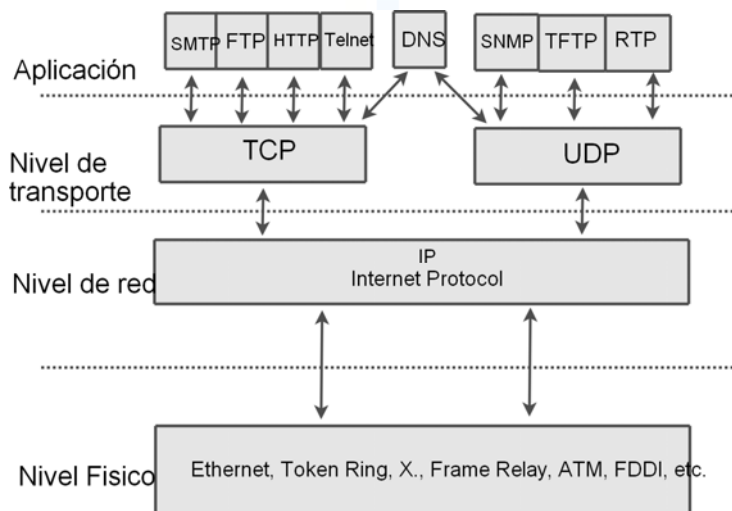 SMTP FTP HTTP Telnet DNS SNMP TFTP RTP
Aplicación
TCP UDP
Nivel de
transporte
IP
Internet Protocol
Nivel de red
Nivel Fisico
Ethernet, Token Ring, X., Frame Relay, ATM, FDDI, etc.